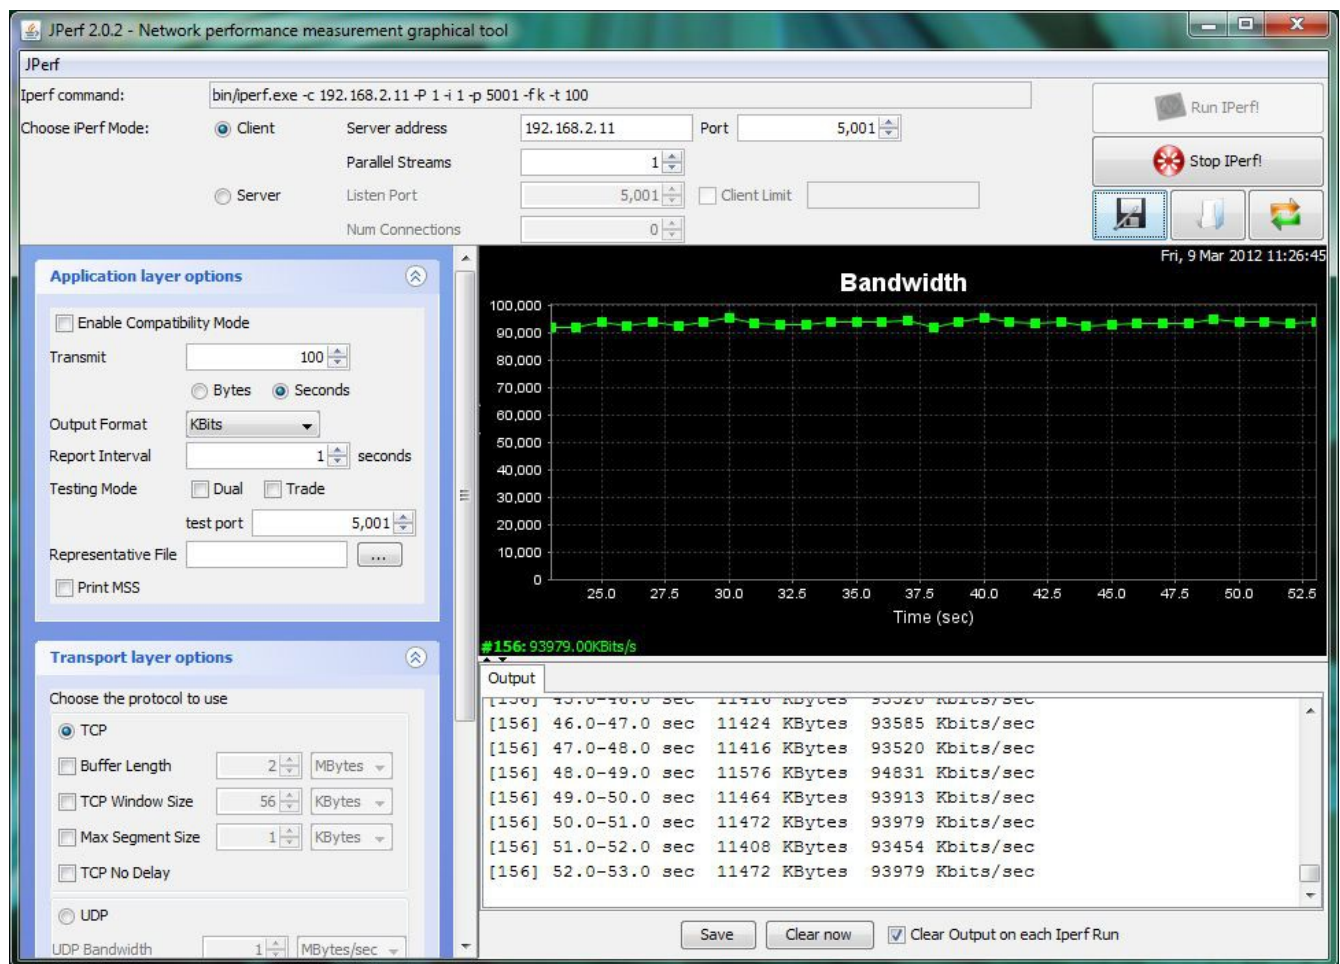 JPerf 2.0.2 - Network performance measurement graphical tool
JPerf
Iperf command: bin/iperf.exe -c 192.168.2.11 -P 1 -i 1 -p 5001 -f k -t 100
Run IPerf!
Choose iPerf Mode: Client Server address 192.168.2.11 Port 5,001
Parallel Streams 1
Stop IPerf!
Server Listen Port 5,001 Client Limit
Num Connections 0
Application layer options
Enable Compatibility Mode
Transmit 100
Bytes Seconds
Output Format KBits
Report Interval 1 seconds
Testing Mode Dual Trade
test port 5,001
Representative File ...
Print MSS
Transport layer options
Choose the protocol to use
TCP
Buffer Length 2 MBytes
TCP Window Size 56 KBytes
Max Segment Size 1 KBytes
TCP No Delay
UDP
UDP Bandwidth 1 MBytes/sec
Fri, 9 Mar 2012 11:26:45
Bandwidth
100,000
90,000
80,000
70,000
60,000
50,000
40,000
30,000
20,000
10,000
0
25.0 27.5 30.0 32.5 35.0 37.5 40.0 42.5 45.0 47.5 50.0 52.5
Time (sec)
#156: 93979.00KBits/s
Output
[156] 45.0-46.0 sec 11416 KBytes 93520 Kbits/sec
[156] 46.0-47.0 sec 11424 KBytes 93585 Kbits/sec
[156] 47.0-48.0 sec 11416 KBytes 93520 Kbits/sec
[156] 48.0-49.0 sec 11576 KBytes 94831 Kbits/sec
[156] 49.0-50.0 sec 11464 KBytes 93913 Kbits/sec
[156] 50.0-51.0 sec 11472 KBytes 93979 Kbits/sec
[156] 51.0-52.0 sec 11408 KBytes 93454 Kbits/sec
[156] 52.0-53.0 sec 11472 KBytes 93979 Kbits/sec
Save Clear now Clear Output on each Iperf Run